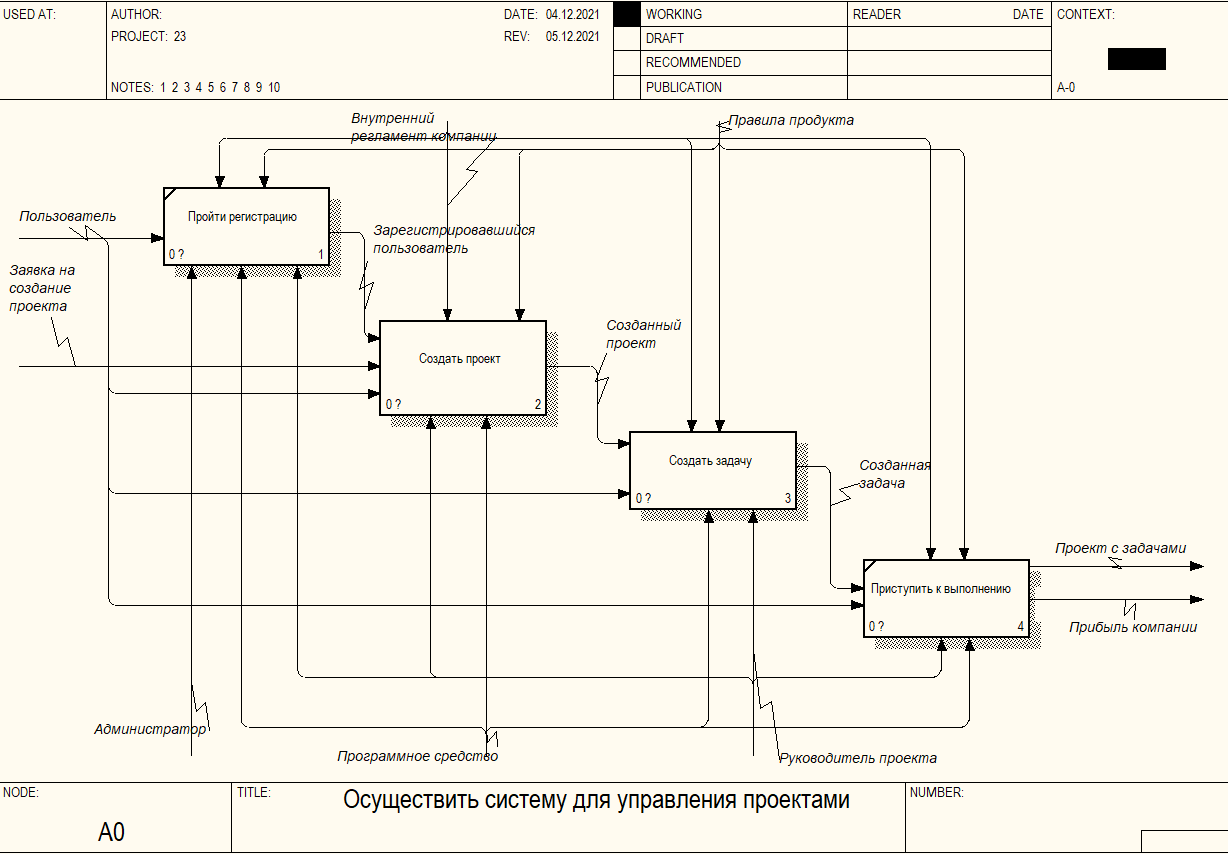 USED AT:
AUTHOR:
DATE: 04.12.2021
WORKING
READER
DATE
CONTEXT:
PROJECT: 23
REV: 05.12.2021
DRAFT
RECOMMENDED
NOTES: 1 2 3 4 5 6 7 8 9 10
PUBLICATION
A-0
Внутренний
регламент компании
Правила продукта
Пользователь
Пройти регистрацию
0 ?
1
Зарегистрировавшийся
пользователь
Заявка на
создание
проекта
Создать проект
0 ?
2
Созданный
проект
Создать задачу
0 ?
3
Созданная
задача
Приступить к выполнению
0 ?
4
Проект с задачами
Прибыль компании
Администратор
Программное средство
Руководитель проекта
NODE:
TITLE:
Осуществить систему для управления проектами
NUMBER:
A0